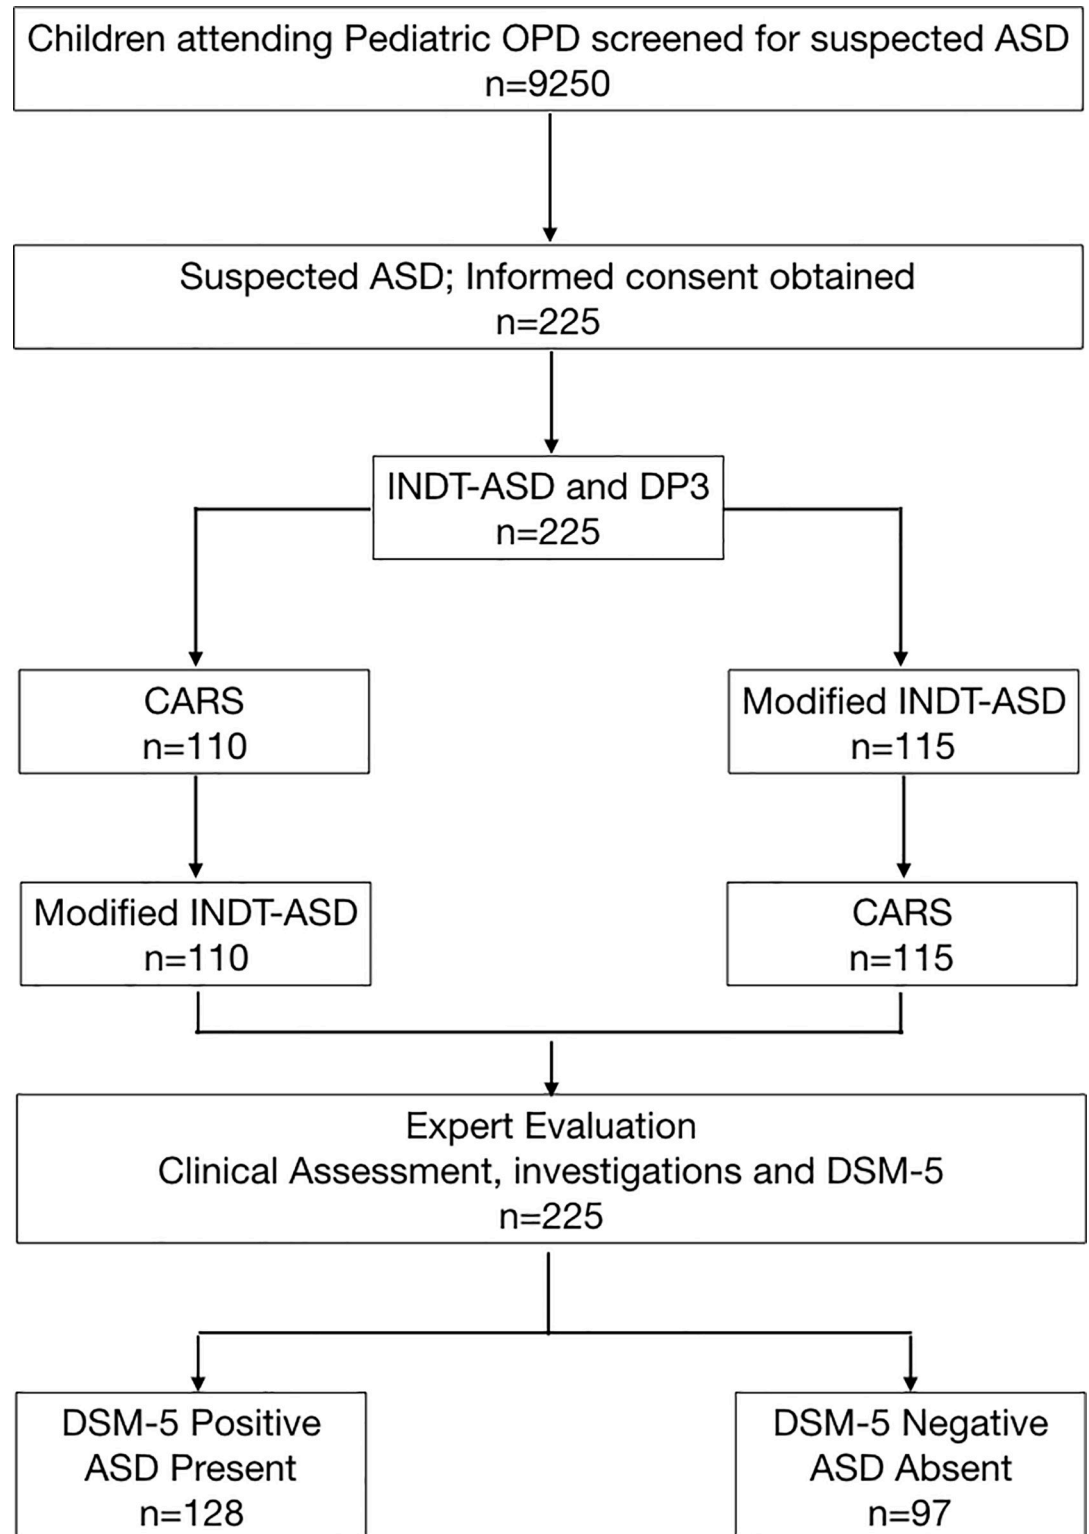 Children attending Pediatric OPD screened for suspected ASD
n=9250
Suspected ASD; Informed consent obtained
n=225
INDT-ASD and DP3
n=225
CARS
n=110
Modified INDT-ASD
n=115
Modified INDT-ASD
n=110
CARS
n=115
Expert Evaluation
Clinical Assessment, investigations and DSM-5
n=225
DSM-5 Positive
ASD Present
n=128
DSM-5 Negative
ASD Absent
n=97